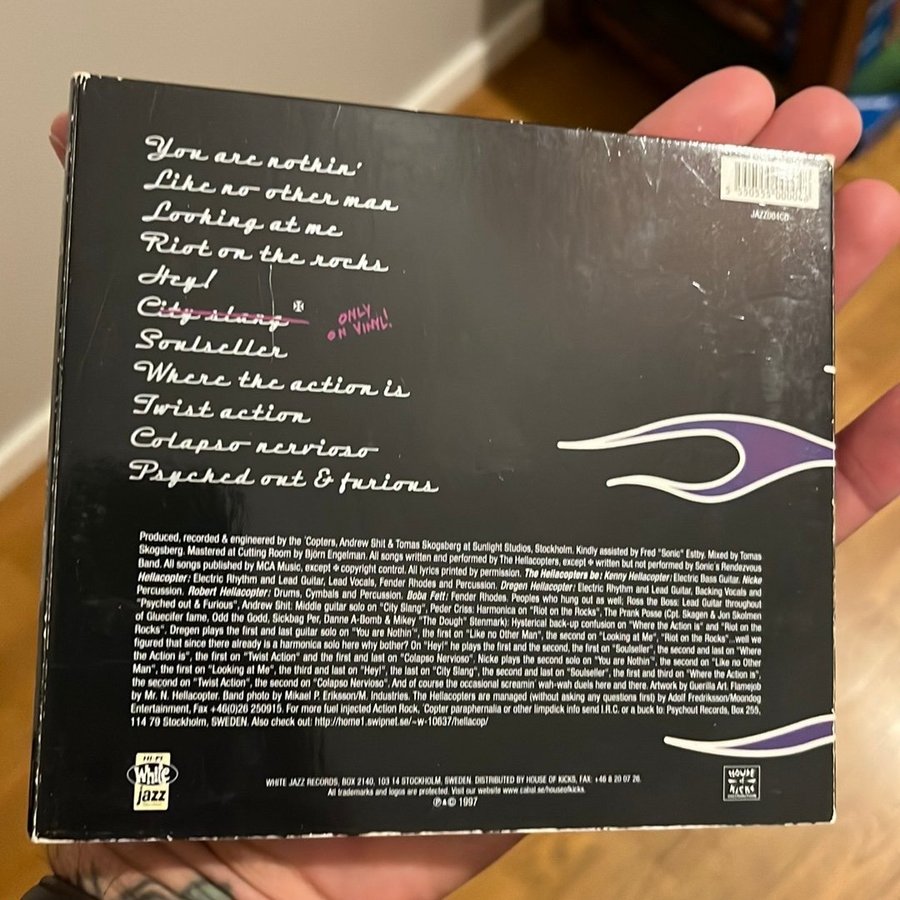 You are nothin'
Like no other man
Looking at me
Riot on the rocks
Hey!
City slang
ONLY
ON VINYL!
Soulseller
Where the action is
Twist action
Colapso nervioso
Psyched out & furious
JAZZ004CD
Produced, recorded & engineered by the 'Copters, Andrew Shit & Tomas Skogsberg at Sunlight Studios, Stockholm. Kindly assisted by Fred "Sonic" Estby. Mixed by Tomas
Skogsberg. Mastered at Cutting Room by Björn Engelman. All songs written and performed by The Hellacopters, except ✠ written but not performed by Sonic's Rendezvous
Band. All songs published by MCA Music, except ✠ copyright control. All lyrics printed by permission. The Hellacopters be: Kenny Hellacopter: Electric Bass Guitar. Nicke
Hellacopter: Electric Rhythm and Lead Guitar, Lead Vocals, Fender Rhodes and Percussion. Dregen Hellacopter: Electric Rhythm and Lead Guitar, Backing Vocals and
Percussion. Robert Hellacopter: Drums, Cymbals and Percussion. Boba Fett: Fender Rhodes. Peoples who hung out as well; Ross the Boss: Lead Guitar throughout
"Psyched out & Furious", Andrew Shit: Middle guitar solo on "City Slang", Peder Criss: Harmonica on "Riot on the Rocks", The Prank Posse (Cpt. Skagen & Jon Skolmen
of Gluecifer fame, Odd the Godd, Sickbag Per, Danne A-Bomb & Mikey "The Dough" Stenmark): Hysterical back-up confusion on "Where the Action is" and "Riot on the
Rocks". Dregen plays the first and last guitar solo on "You are Nothin'", the first on "Like no Other Man", the second on "Looking at Me", "Riot on the Rocks"...well we
figured that since there already is a harmonica solo here why bother? On "Hey!" he plays the first and the second, the first on "Soulseller", the second and last on "Where
the Action is", the first on "Twist Action" and the first and last on "Colapso Nervioso". Nicke plays the second solo on "You are Nothin'", the second on "Like no Other
Man", the first on "Looking at Me", the third and last on "Hey!", the last on "City Slang", the second and last on "Soulseller", the first and third on "Where the Action is",
the second on "Twist Action", the second on "Colapso Nervioso". And of course the occasional screamin' wah-wah duels here and there. Artwork by Guerilla Art. Flamejob
by Mr. N. Hellacopter. Band photo by Mikael P. Eriksson/M. Industries. The Hellacopters are managed (without asking any questions first) by Adolf Fredriksson/Moondog
Entertainment, Fax +46(0)26 250915. For more fuel injected Action Rock, 'Copter paraphernalia or other limpdick info send I.R.C. or a buck to: Psychout Records, Box 255,
114 79 Stockholm, SWEDEN. Also check out: http://home1.swipnet.se/~w-10637/hellacop/
HI-FI
White
jazz
WHITE JAZZ RECORDS, BOX 2140, 103 14 STOCKHOLM, SWEDEN. DISTRIBUTED BY HOUSE OF KICKS, FAX: +46 8 20 07 26.
All trademarks and logos are protected. Visit our website www.cabal.se/houseofkicks.
℗&© 1997
HOUSE
of
KICKS